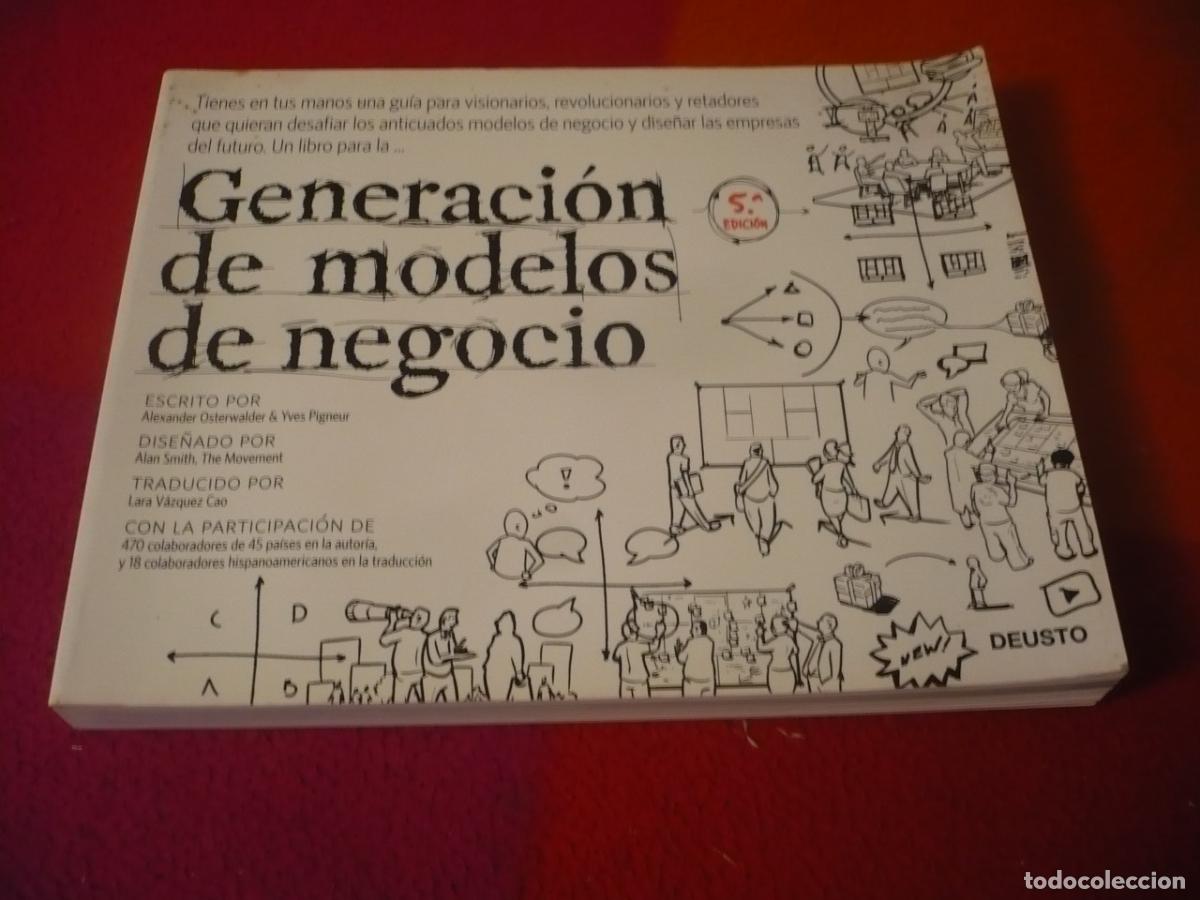 Tienes en tus manos una guía para visionarios, revolucionarios y retadores
que quieran desafiar los anticuados modelos de negocio y diseñar las empresas
del futuro. Un libro para la ...
Generación
de modelos
de negocio
5.ª
EDICIÓN
ESCRITO POR
Alexander Osterwalder & Yves Pigneur
DISEÑADO POR
Alan Smith, The Movement
TRADUCIDO POR
Lara Vázquez Cao
CON LA PARTICIPACIÓN DE
470 colaboradores de 45 países en la autoría,
y 18 colaboradores hispanoamericanos en la traducción
!
C D
A B
NEW!
DEUSTO
todocoleccion